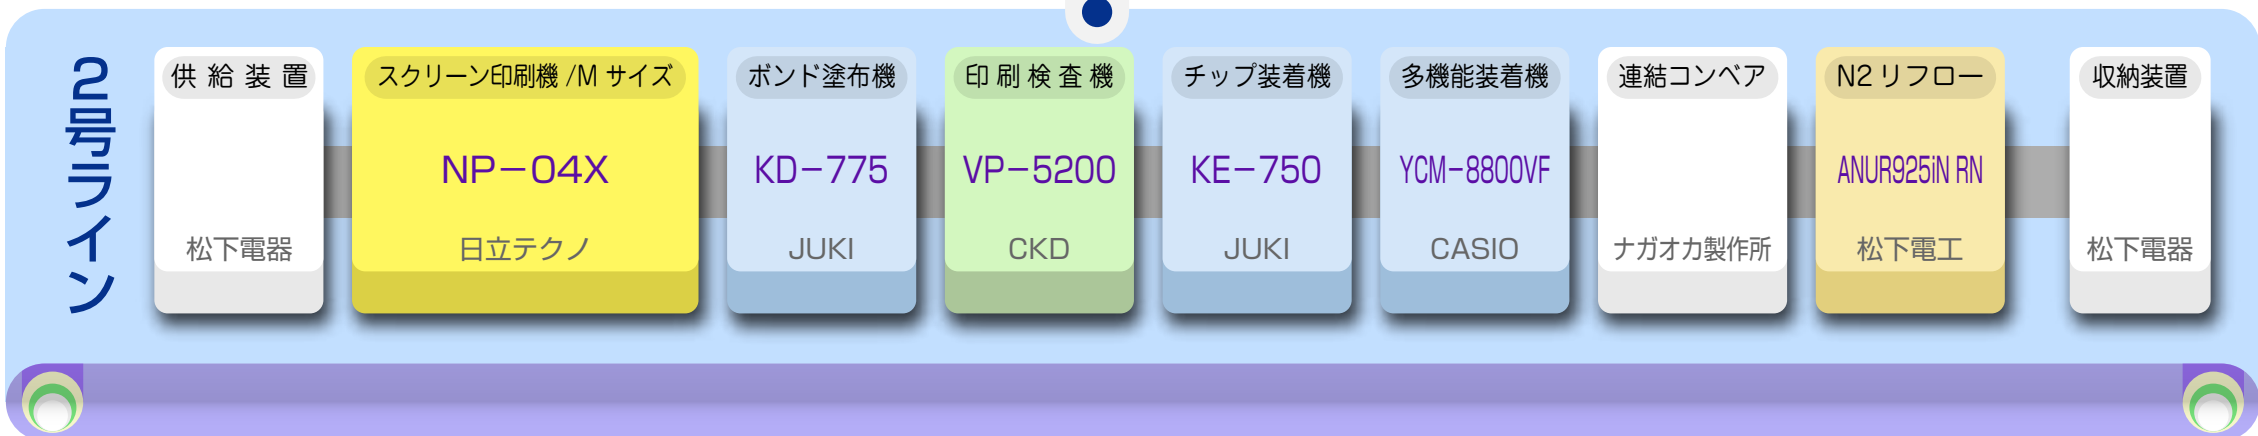 2号ライン
供給装置
松下電器
スクリーン印刷機/Mサイズ
NP-04X
日立テクノ
ボンド塗布機
KD-775
JUKI
印刷検査機
VP-5200
CKD
チップ装着機
KE-750
JUKI
多機能装着機
YCM-8800VF
CASIO
連結コンベア
ナガオカ製作所
N2リフロー
ANUR925iN RN
松下電工
収納装置
松下電器